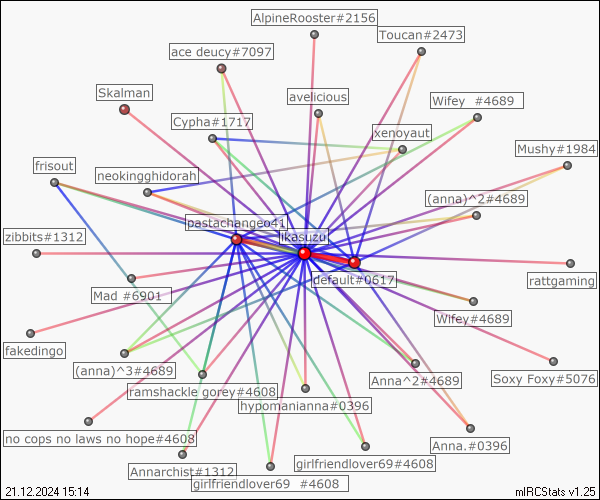 AlpineRooster#2156
Toucan#2473
ace deucy#7097
Skalman
avelicious
Wifey  #4689
Cypha#1717
xenoyaut
Mushy#1984
frisout
neokingghidorah
(anna)^2#4689
pastachangeo41
ikasuzu
zibbits#1312
default#0617
rattgaming
Mad #6901
Wifey#4689
fakedingo
(anna)^3#4689
Anna^2#4689
Soxy Foxy#5076
ramshackle gorey#4608
hypomanianna#0396
no cops no laws no hope#4608
Anna.#0396
Annarchist#1312
girlfriendlover69#4608
girlfriendlover69  #4608
21.12.2024 15:14
mIRCStats v1.25